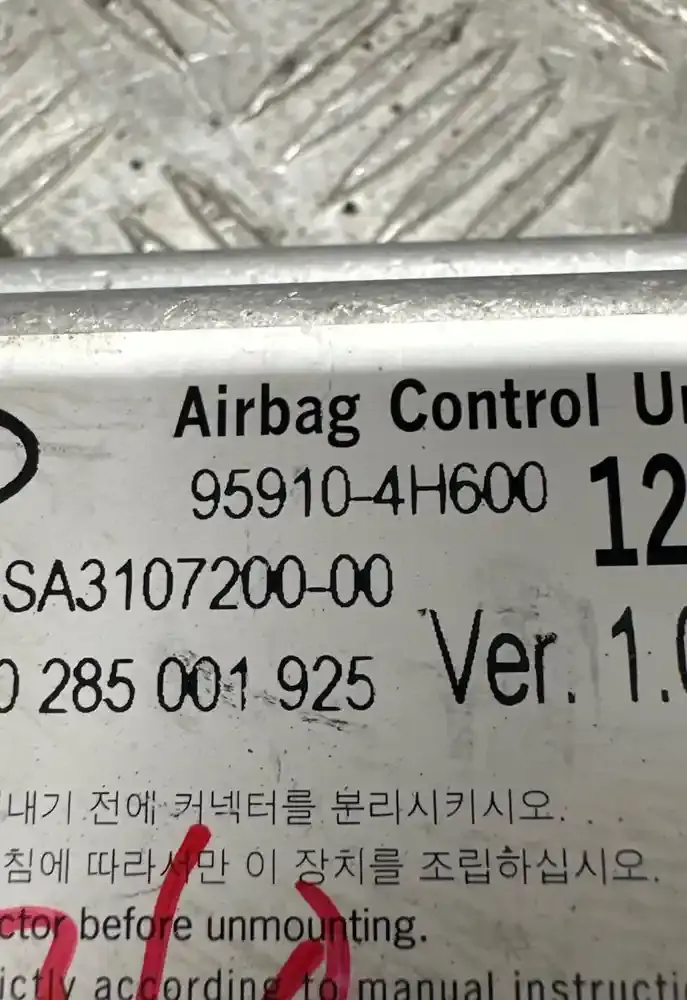 Airbag Control U
95910-4H600
12
SA3107200-00
0 285 001 925
Ver. 1.0
내기 전에 커넥터를 분리시키시오.
침에 따라서만 이 장치를 조립하십시오.
ctor before unmounting.
ictly according to manual instructi